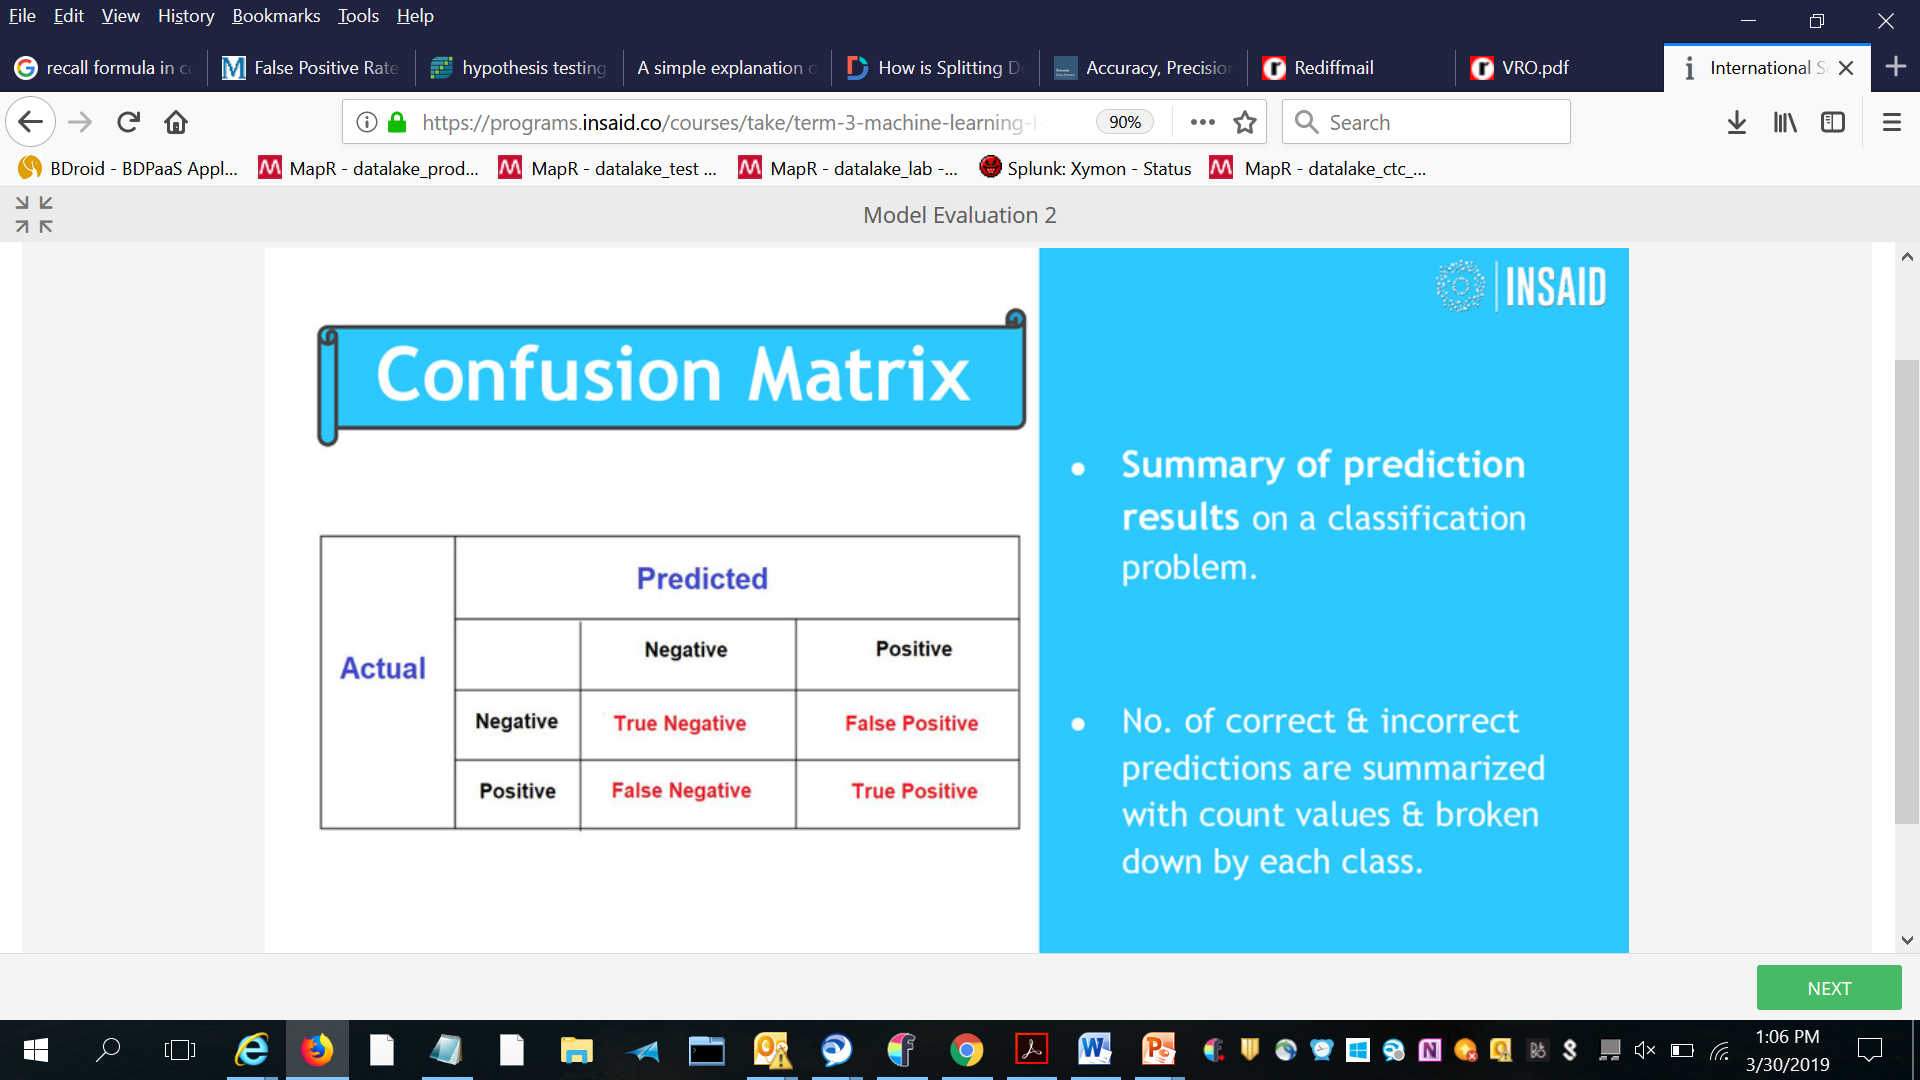 File Edit View History Bookmarks Tools Help
recall formula in co
False Positive Rate
hypothesis testing
A simple explanation o
How is Splitting De
Accuracy, Precision
Rediffmail
VRO.pdf
International S
https://programs.insaid.co/courses/take/term-3-machine-learning-l
90%
Search
BDroid - BDPaaS Appl...
MapR - datalake_prod...
MapR - datalake_test ...
MapR - datalake_lab -...
Splunk: Xymon - Status
MapR - datalake_ctc_...
Model Evaluation 2
INSAID
Confusion Matrix
Predicted
Actual
Negative Positive
Negative True Negative False Positive
Positive False Negative True Positive
• Summary of prediction
results on a classification
problem.
• No. of correct & incorrect
predictions are summarized
with count values & broken
down by each class.
NEXT
1:06 PM
3/30/2019